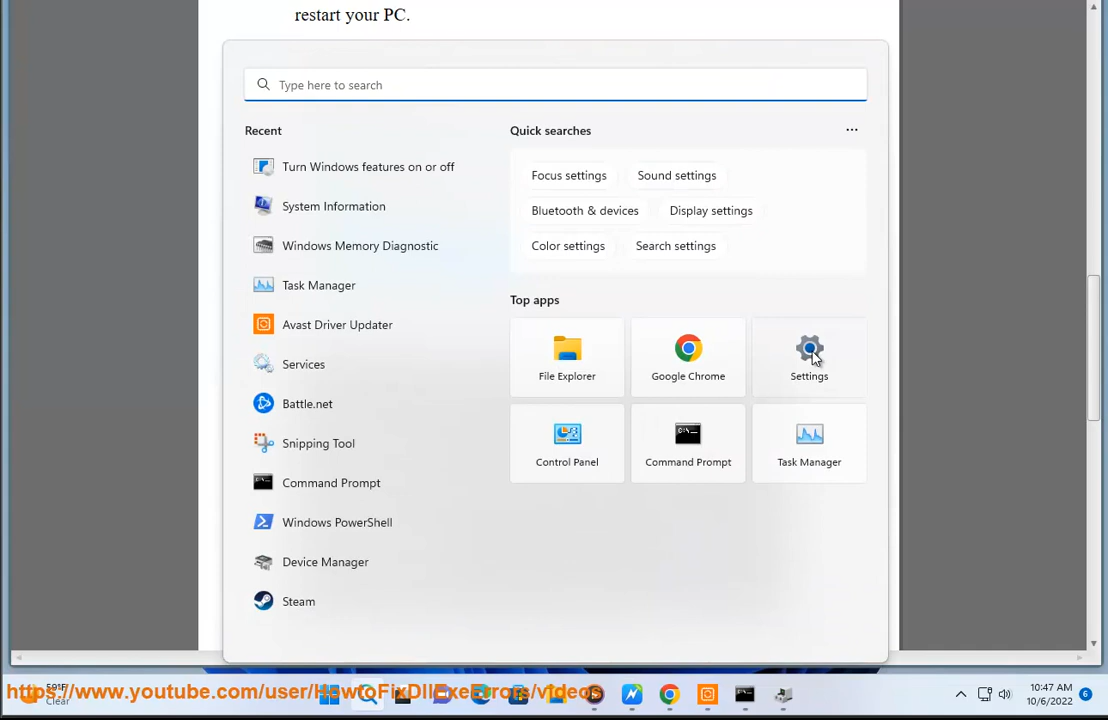 restart your PC.
Type here to search
Recent
Quick searches
Turn Windows features on or off
Focus settings
Sound settings
System Information
Bluetooth & devices
Display settings
Windows Memory Diagnostic
Color settings
Search settings
Task Manager
Top apps
Avast Driver Updater
Services
File Explorer
Google Chrome
Settings
Battle.net
Snipping Tool
Control Panel
Command Prompt
Task Manager
Command Prompt
Windows PowerShell
Device Manager
Steam
https://www.youtube.com/user/HowtoFixDllExeErrors/videos
Clear
10:47 AM
10/6/2022
6